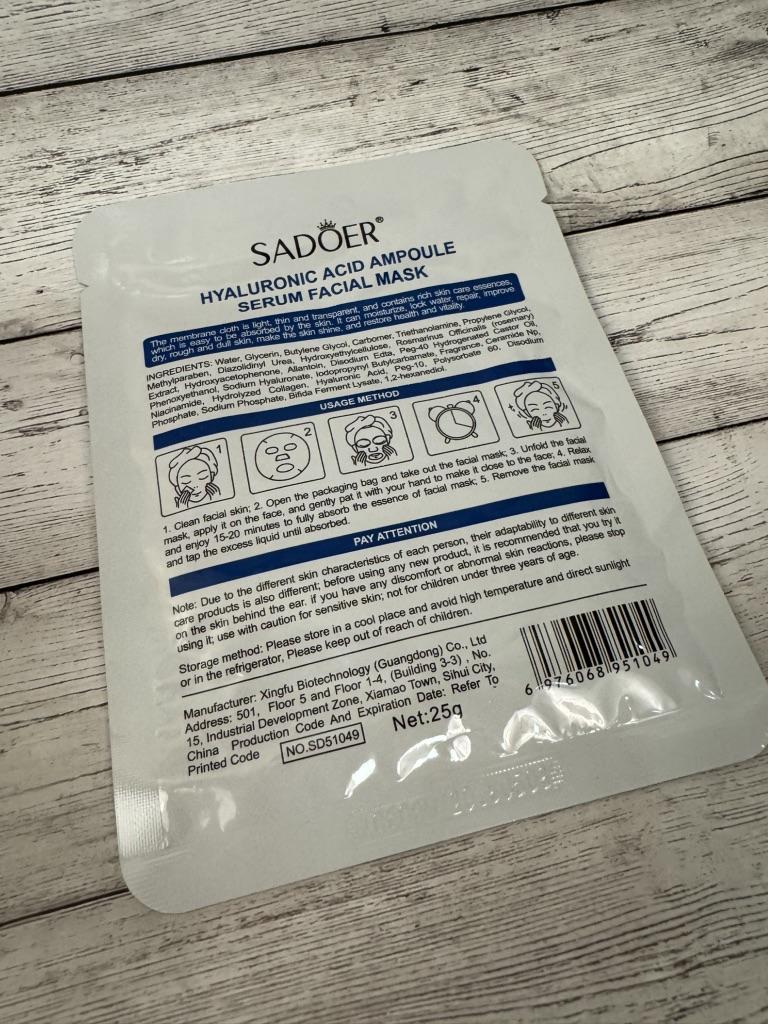 SADOER®
HYALURONIC ACID AMPOULE
SERUM FACIAL MASK
The membrane cloth is light, thin and transparent, and contains rich skin care essences,
which is easy to be absorbed by the skin. It can moisturize, lock water, repair, improve
dry, rough and dull skin, make the skin shine, and restore health and vitality.
INGREDIENTS: Water, Glycerin, Butylene Glycol, Carbomer, Triethanolamine, Propylene Glycol,
Methylparaben, Diazolidinyl Urea, Hydroxyethylcellulose, Rosmarinus Officinalis (rosemary)
Extract, Hydroxyacetophenone, Allantoin, Disodium Edta, Peg-40 Hydrogenated Castor Oil,
Phenoxyethanol, Sodium Hyaluronate, Iodopropynyl Butylcarbamate, Fragrance, Ceramide Np,
Niacinamide, Hydrolyzed Collagen, Hyaluronic Acid, Peg-10, Polysorbate 60, Disodium
Phosphate, Sodium Phosphate, Bifida Ferment Lysate, 1,2-hexanediol.
USAGE METHOD
1 2 3 4 5
1. Clean facial skin; 2. Open the packaging bag and take out the facial mask; 3. Unfold the facial
mask, apply it on the face, and gently pat it with your hand to make it close to the face; 4. Relax
and enjoy 15-20 minutes to fully absorb the essence of facial mask; 5. Remove the facial mask
and tap the excess liquid until absorbed.
PAY ATTENTION
Note: Due to the different skin characteristics of each person, their adaptability to different skin
care products is also different; before using any new product, it is recommended that you try it
on the skin behind the ear. if you have any discomfort or abnormal skin reactions, please stop
using it; use with caution for sensitive skin; not for children under three years of age.
Storage method: Please store in a cool place and avoid high temperature and direct sunlight
or in the refrigerator, Please keep out of reach of children.
Manufacturer: Xingfu Biotechnology (Guangdong) Co., Ltd
Address: 501, Floor 5 and Floor 1-4, (Building 3-3) , No.
15, Industrial Development Zone, Xiamao Town, Sihui City,
China Production Code And Expiration Date: Refer To
Printed Code NO.SD51049 Net:25g
6 976068 951049